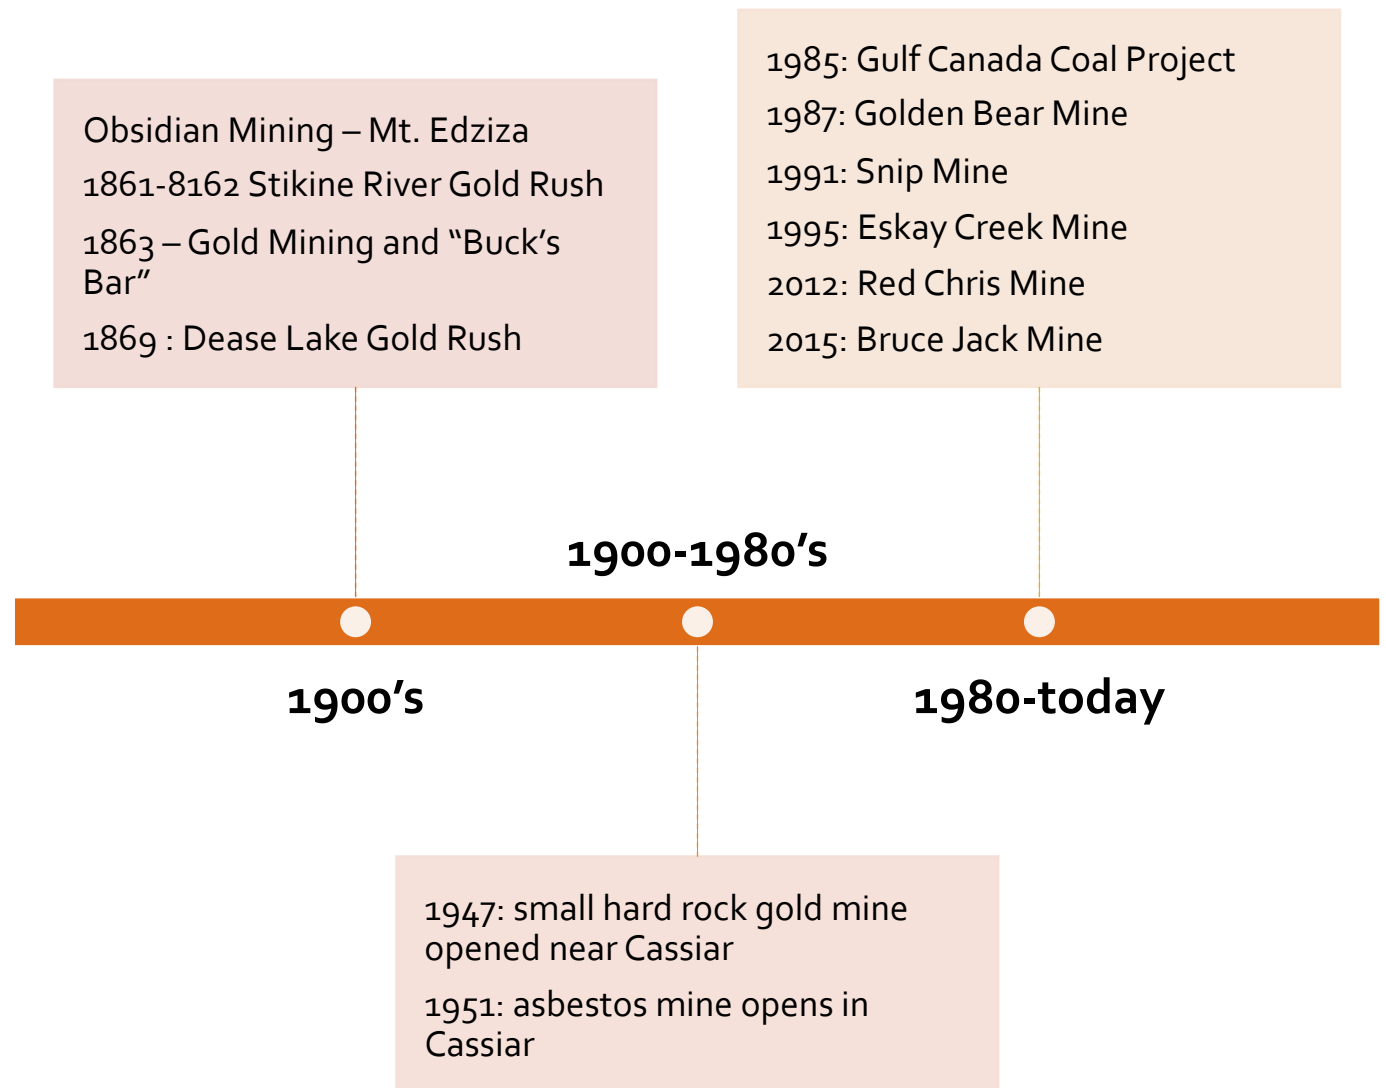 Obsidian Mining – Mt. Edziza
1861-8162 Stikine River Gold Rush
1863 – Gold Mining and “Buck’s
Bar”
1869 : Dease Lake Gold Rush
1985: Gulf Canada Coal Project
1987: Golden Bear Mine
1991: Snip Mine
1995: Eskay Creek Mine
2012: Red Chris Mine
2015: Bruce Jack Mine
1900-1980’s
1900’s
1980-today
1947: small hard rock gold mine
opened near Cassiar
1951: asbestos mine opens in
Cassiar